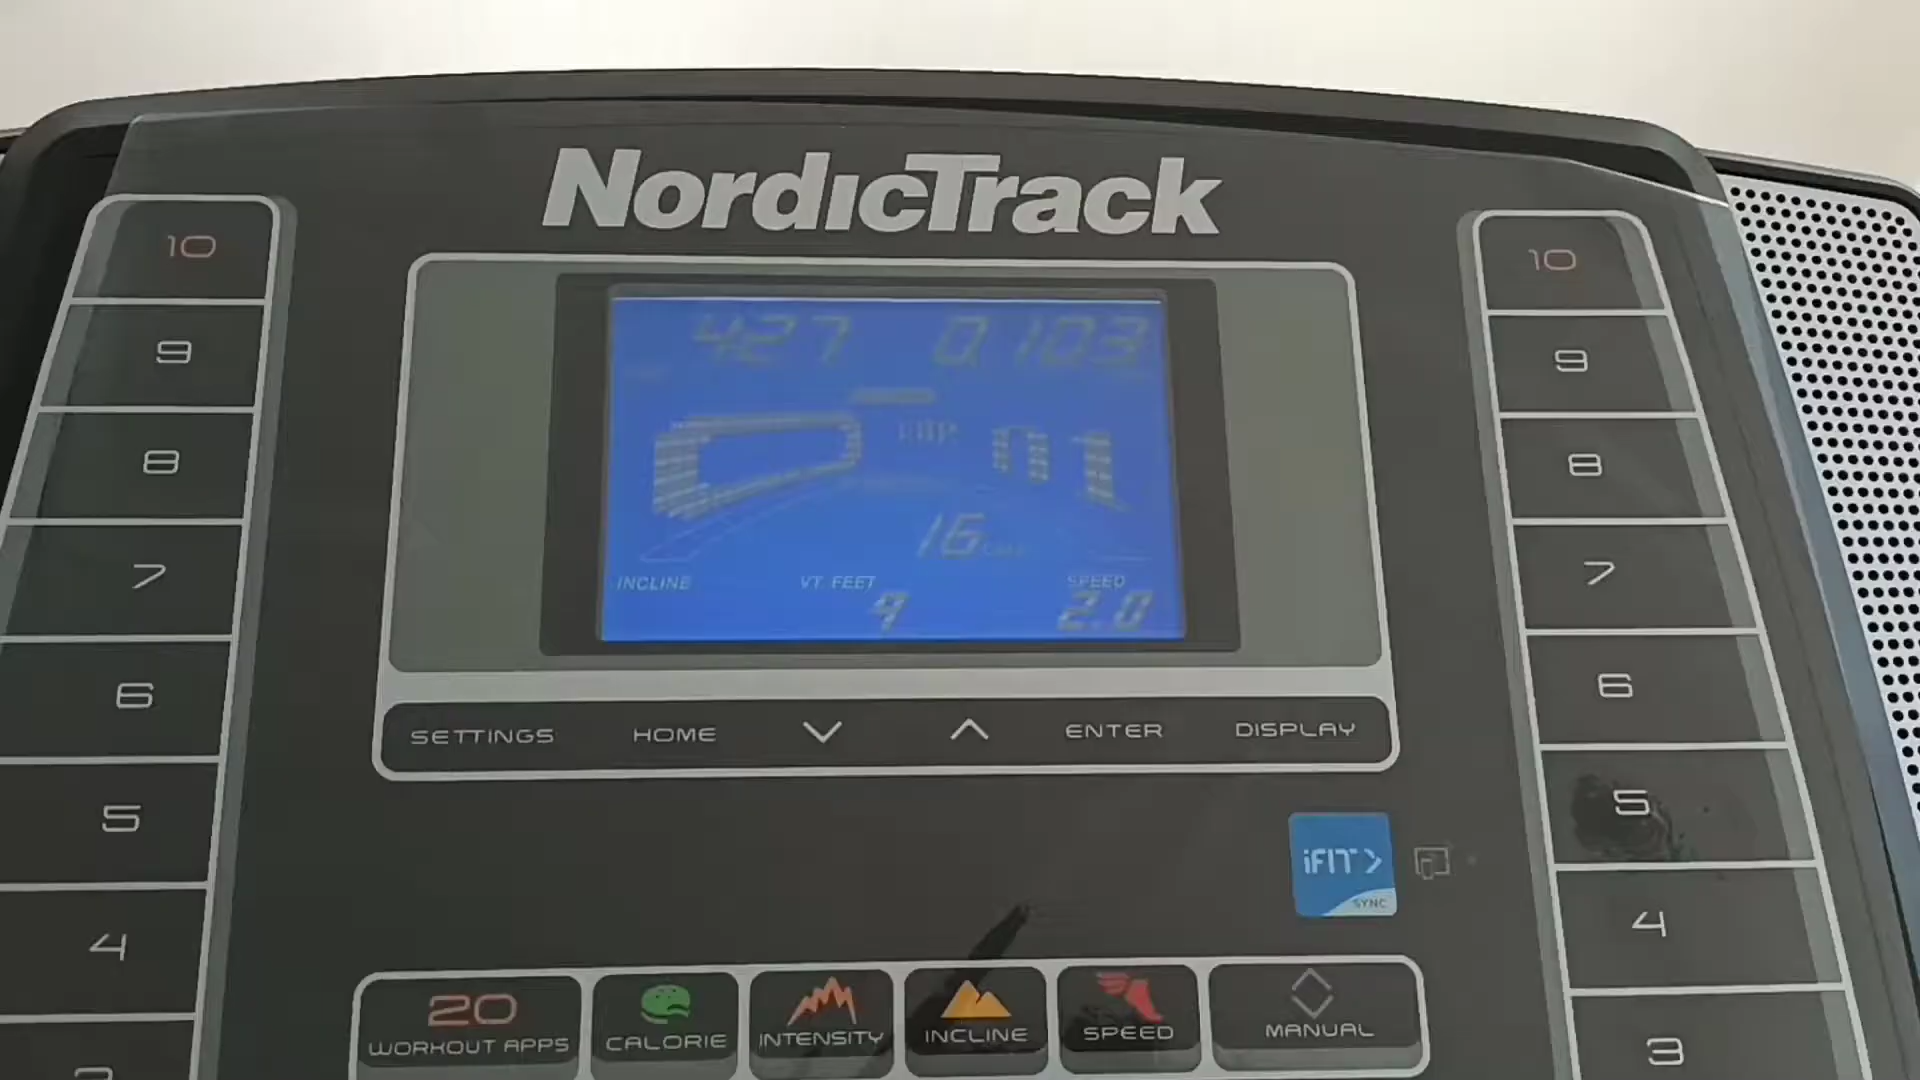 NordicTrack
10
9
8
7
6
5
4
427 0.103
16
INCLINE VT. FEET SPEED
9 2.0
SETTINGS HOME ENTER DISPLAY
iFIT
SYNC
20 WORKOUT APPS
CALORIE
INTENSITY
INCLINE
SPEED
MANUAL
10
9
8
7
6
5
4
3